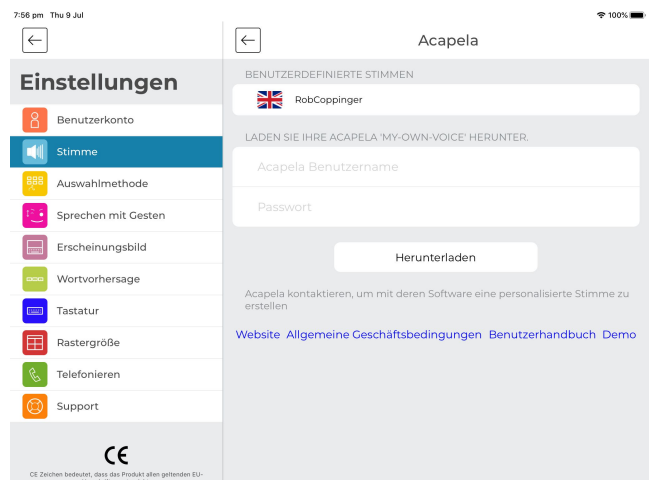 7:56 pm Thu 9 Jul
100%
Acapela
Einstellungen
Benutzerkonto
Stimme
Auswahlmethode
Sprechen mit Gesten
Erscheinungsbild
Wortvorhersage
Tastatur
Rastergröße
Telefonieren
Support
CE
CE Zeichen bedeutet, dass das Produkt allen geltenden EU-
BENUTZERDEFINIERTE STIMMEN
RobCoppinger
LADEN SIE IHRE ACAPELA 'MY-OWN-VOICE' HERUNTER.
Acapela Benutzername
Passwort
Herunterladen
Acapela kontaktieren, um mit deren Software eine personalisierte Stimme zu
erstellen
Website Allgemeine Geschäftsbedingungen Benutzerhandbuch Demo